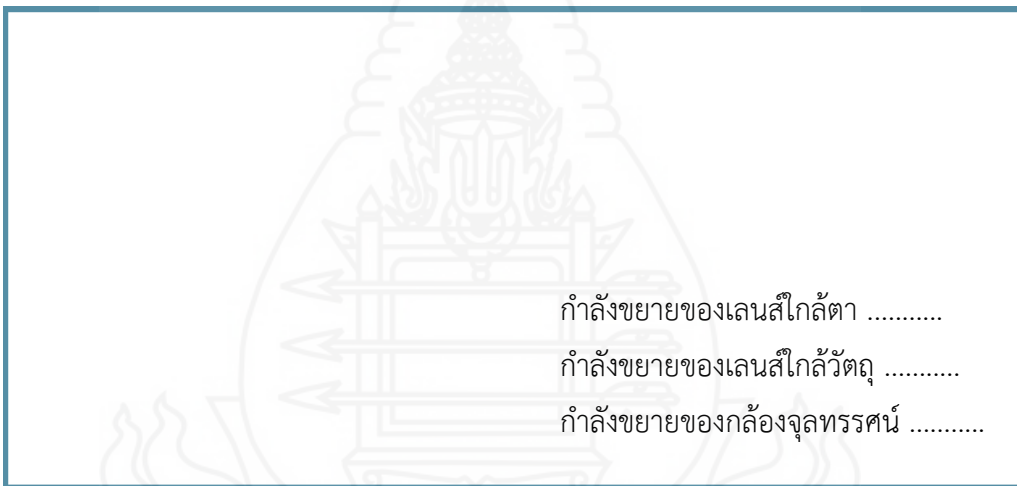 กำลังขยายของเลนส์ใกล้ตา ...........
กำลังขยายของเลนส์ใกล้วัตถุ ...........
กำลังขยายของกล้องจุลทรรศน์ ...........